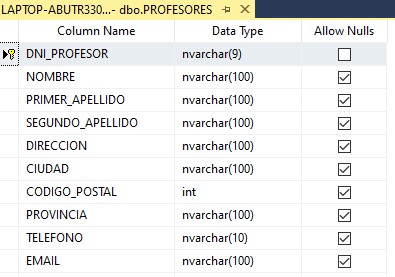 LAPTOP-ABUTR330...- dbo.PROFESORES
Column Name Data Type Allow Nulls
DNI_PROFESOR nvarchar(9)
NOMBRE nvarchar(100)
PRIMER_APELLIDO nvarchar(100)
SEGUNDO_APELLIDO nvarchar(100)
DIRECCION nvarchar(100)
CIUDAD nvarchar(100)
CODIGO_POSTAL int
PROVINCIA nvarchar(100)
TELEFONO nvarchar(10)
EMAIL nvarchar(100)